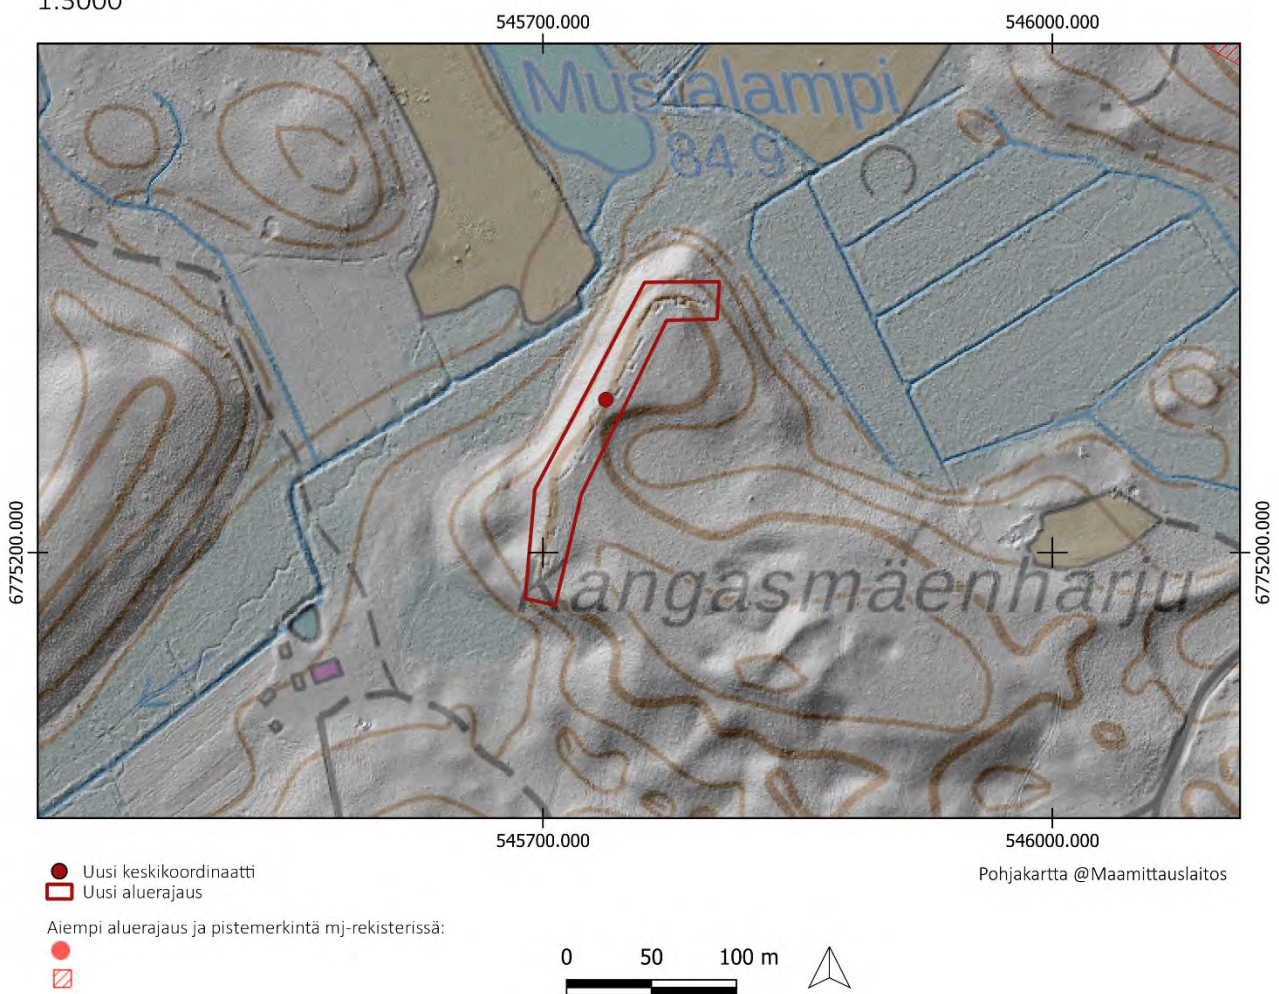 1:3000
545700.000 546000.000
Mustalampi
84.9
6775200.000 6775200.000
Kangasmäenharju
545700.000 546000.000
Uusi keskikoordinaatti
Uusi aluerajaus
Pohjakartta @Maamittauslaitos
Aiempi aluerajaus ja pistemerkintä mj-rekisterissä:
0 50 100 m